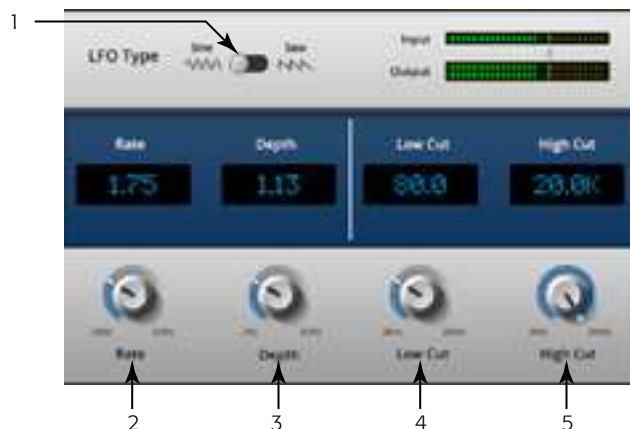 1
Input
LFO Type
Sine
Saw
Output
Rate
Depth
Low Cut
High Cut
1.75
1.13
80.0
20.0K
Rate
Depth
Low Cut
High Cut
2
3
4
5